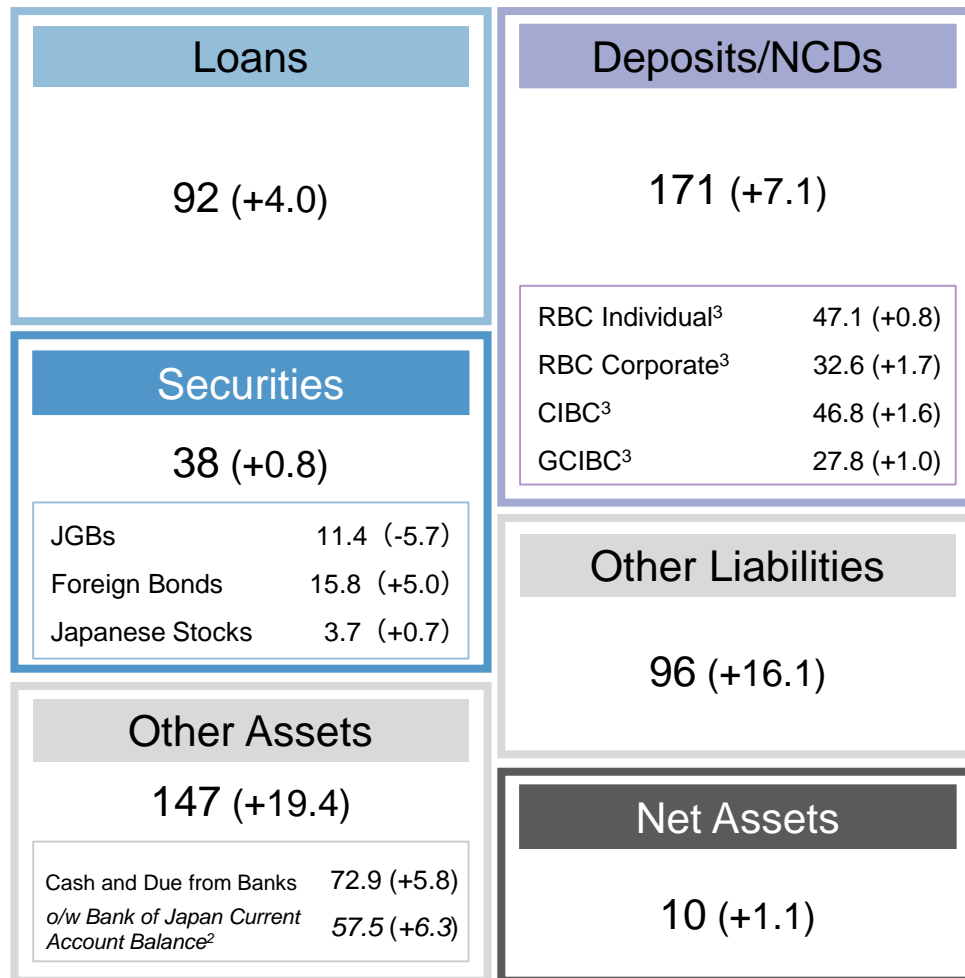 Loans
92 (+4.0)
Securities
38 (+0.8)
JGBs 11.4 (-5.7)
Foreign Bonds 15.8 (+5.0)
Japanese Stocks 3.7 (+0.7)
Other Assets
147 (+19.4)
Cash and Due from Banks 72.9 (+5.8)
o/w Bank of Japan Current
Account Balance² 57.5 (+6.3)
Deposits/NCDs
171 (+7.1)
RBC Individual³ 47.1 (+0.8)
RBC Corporate³ 32.6 (+1.7)
CIBC³ 46.8 (+1.6)
GCIBC³ 27.8 (+1.0)
Other Liabilities
96 (+16.1)
Net Assets
10 (+1.1)